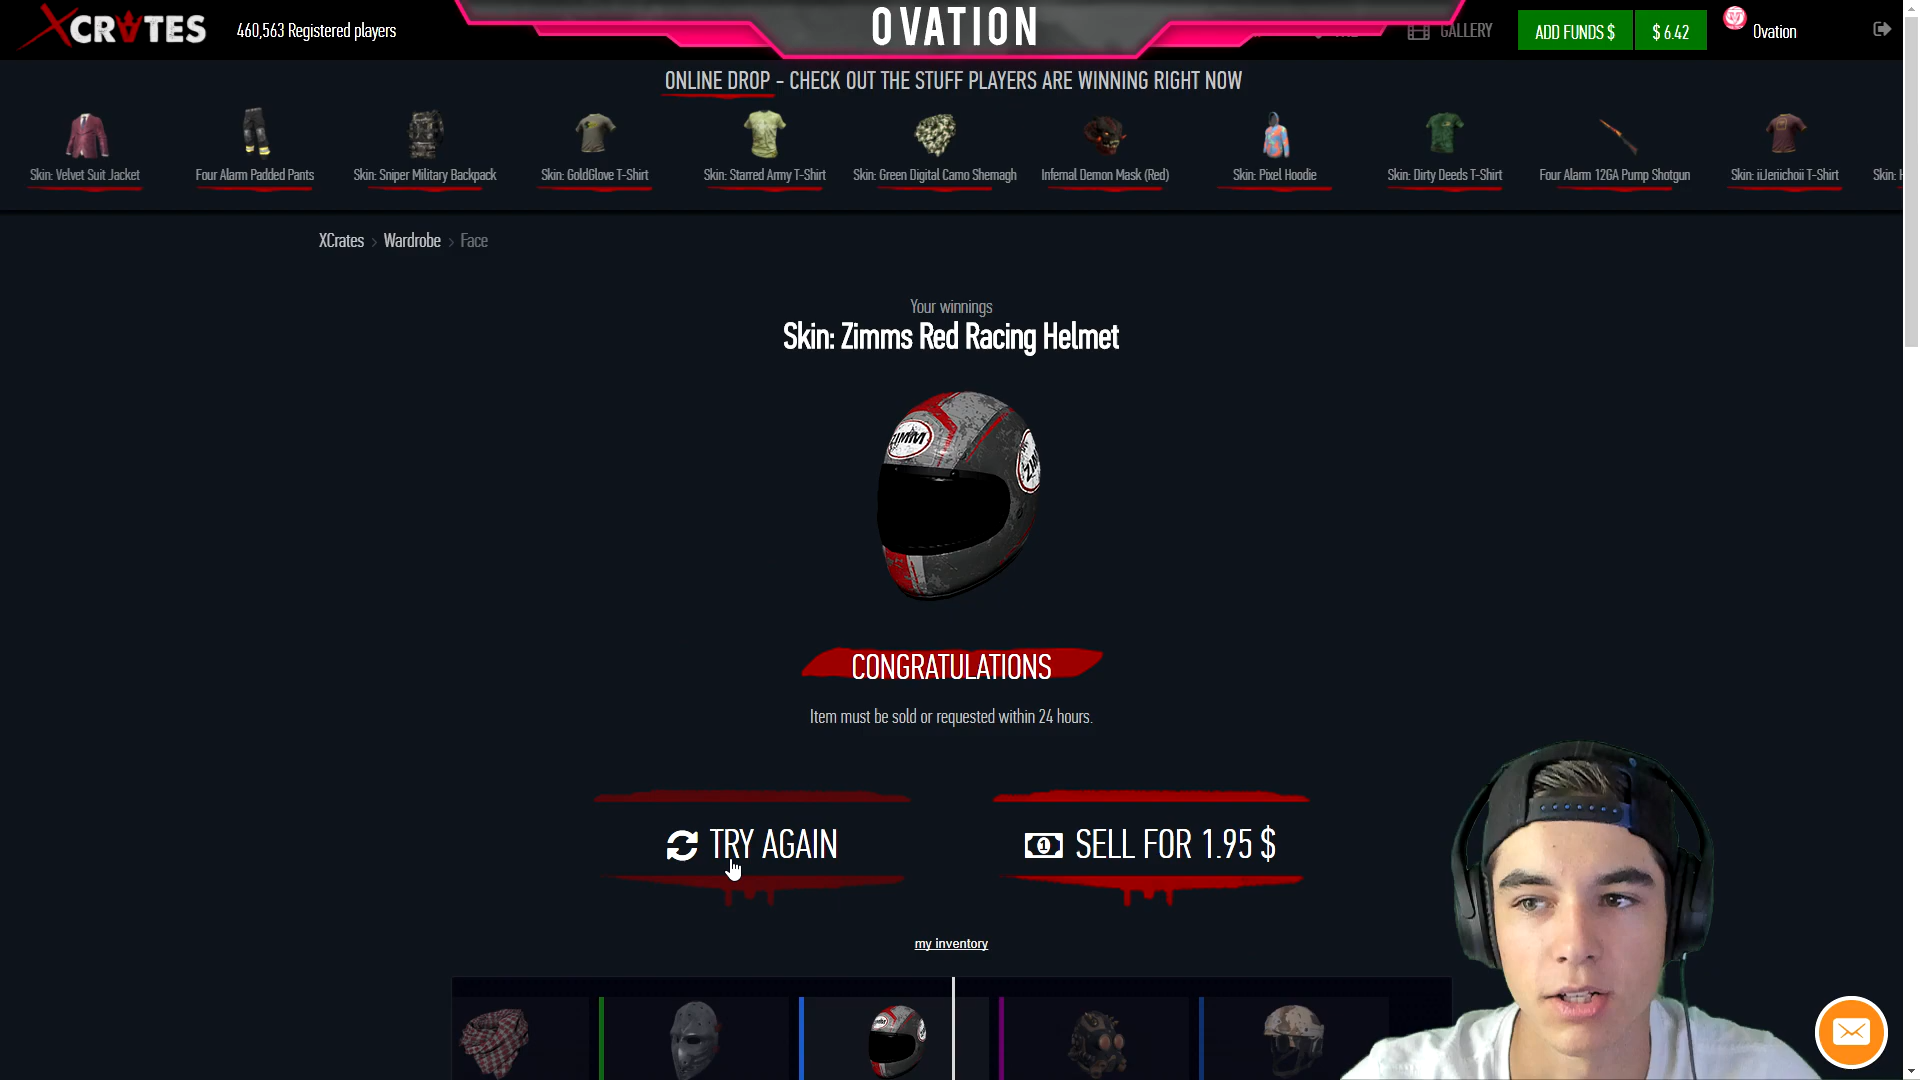 XCRATES
460,563 Registered players
OVATION
GALLERY
ADD FUNDS $
$ 6.42
Ovation
ONLINE DROP - CHECK OUT THE STUFF PLAYERS ARE WINNING RIGHT NOW
Skin: Velvet Suit Jacket
Four Alarm Padded Pants
Skin: Sniper Military Backpack
Skin: GoldGlove T-Shirt
Skin: Starred Army T-Shirt
Skin: Green Digital Camo Shemagh
Infernal Demon Mask (Red)
Skin: Pixel Hoodie
Skin: Dirty Deeds T-Shirt
Four Alarm 12GA Pump Shotgun
Skin: iiJeriichoii T-Shirt
Skin:
XCrates > Wardrobe > Face
Your winnings
Skin: Zimms Red Racing Helmet
ZIMM
CONGRATULATIONS
Item must be sold or requested within 24 hours.
TRY AGAIN
SELL FOR 1.95 $
my inventory